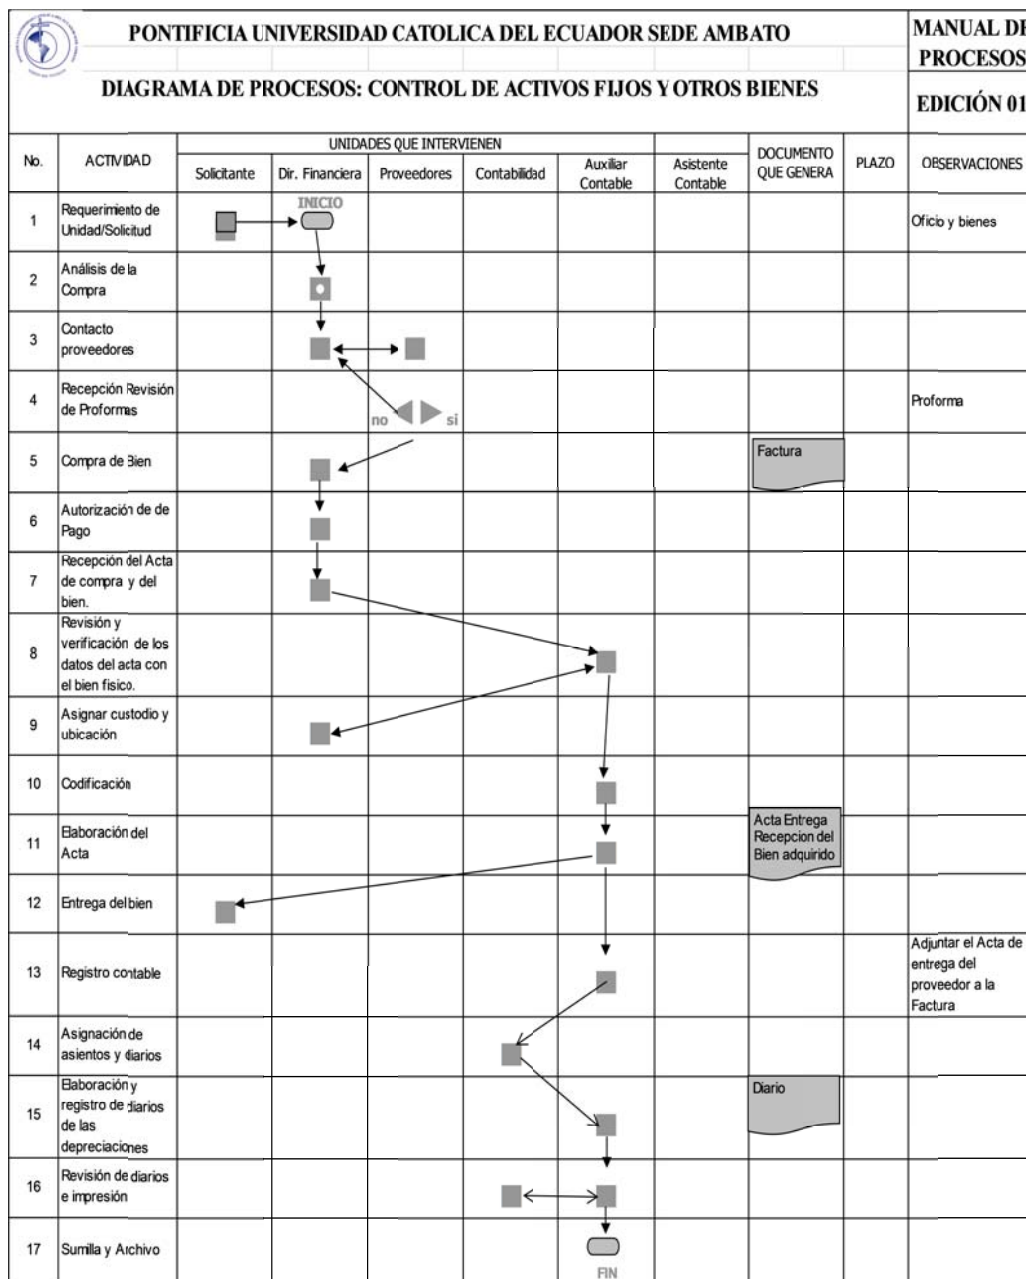 PONTIFICIA UNIVERSIDAD CATOLICA DEL ECUADOR SEDE AMBATO
MANUAL DE
PROCESOS
DIAGRAMA DE PROCESOS: CONTROL DE ACTIVOS FIJOS Y OTROS BIENES
EDICIÓN 01
No.
ACTIVIDAD
UNIDADES QUE INTERVIENEN
Solicitante
Dir. Financiera
Proveedores
Contabilidad
Auxiliar
Contable
Asistente
Contable
DOCUMENTO
QUE GENERA
PLAZO
OBSERVACIONES
1
Requerimiento de
Unidad/Solicitud
INICIO
Oficio y bienes
2
Análisis de la
Compra
3
Contacto
proveedores
4
Recepción Revisión
de Proformas
no
si
Proforma
5
Compra de Bien
Factura
6
Autorización de de
Pago
7
Recepción del Acta
de compra y del
bien.
8
Revisión y
verificación de los
datos del acta con
el bien fisico.
9
Asignar custodio y
ubicación
10
Codificación
11
Elaboración del
Acta
Acta Entrega
Recepcion del
Bien adquirido
12
Entrega del bien
13
Registro contable
Adjuntar el Acta de
entrega del
proveedor a la
Factura
14
Asignación de
asientos y diarios
15
Elaboración y
registro de diarios
de las
depreciaciones
Diario
16
Revisión de diarios
e impresión
17
Sumilla y Archivo
FIN